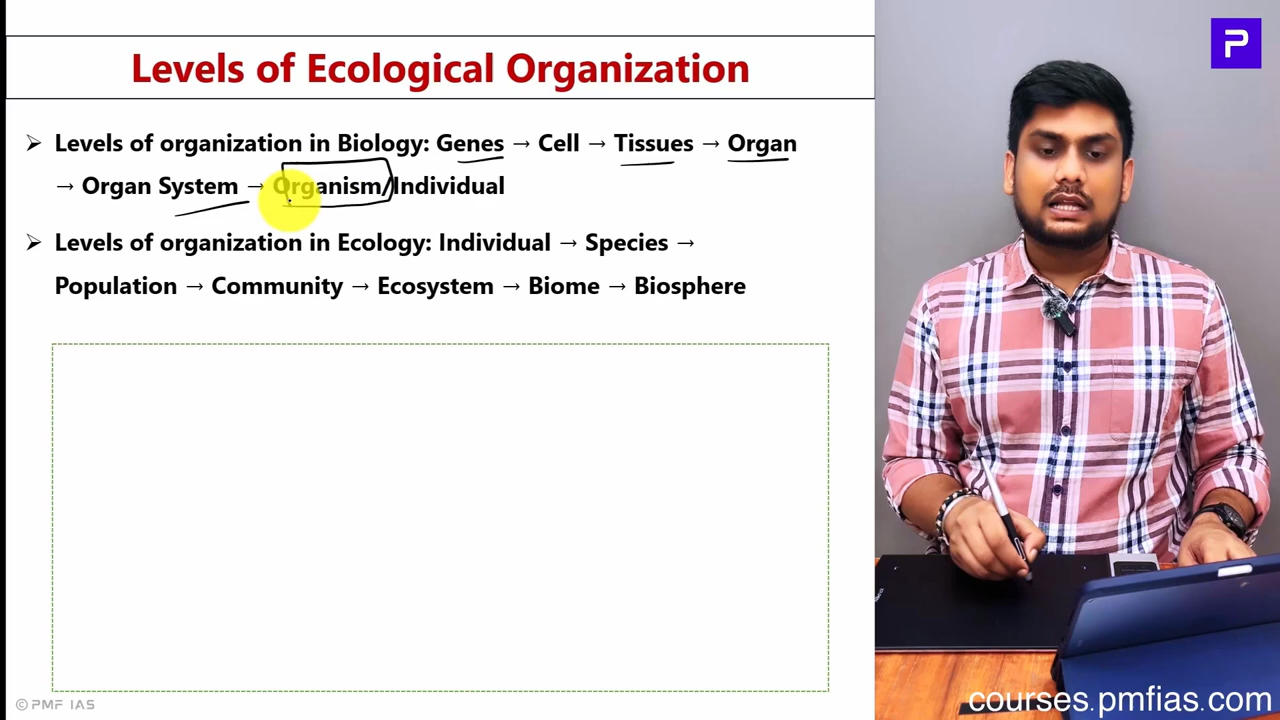 Levels of Ecological Organization
➢ Levels of organization in Biology: Genes → Cell → Tissues → Organ
→ Organ System → Organism/Individual
➢ Levels of organization in Ecology: Individual → Species →
Population → Community → Ecosystem → Biome → Biosphere
© PMF IAS
P
courses.pmfias.com